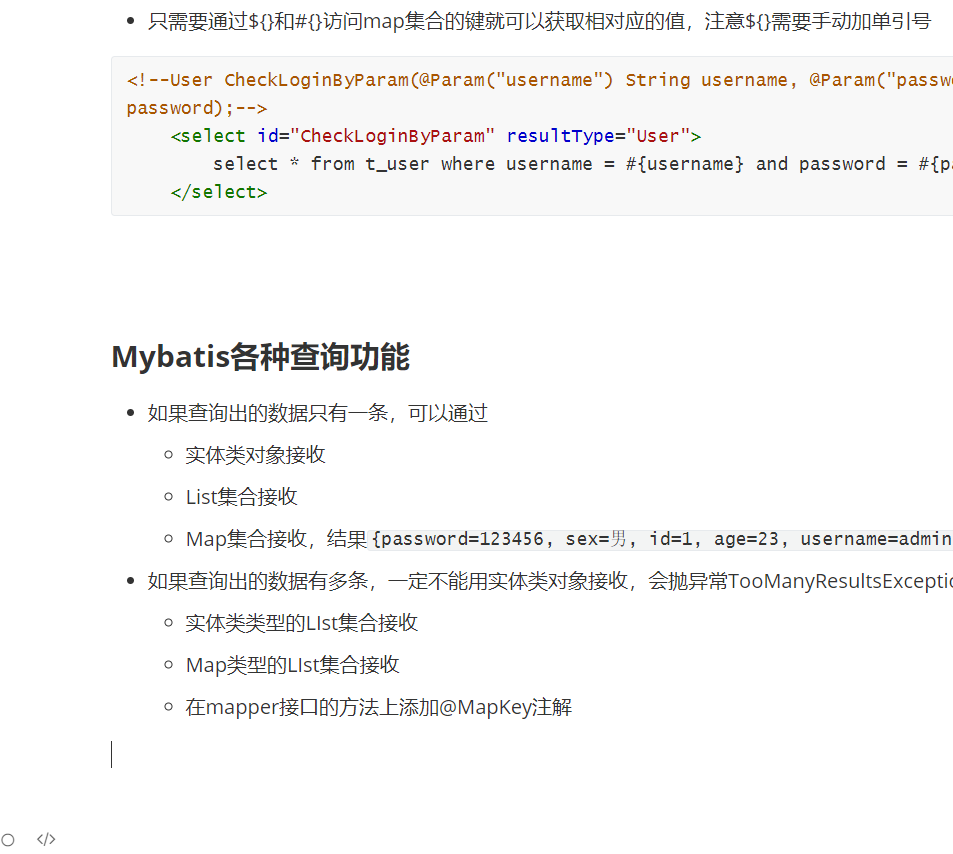 只需要通过${}和#{}访问map集合的键就可以获取相对应的值，注意${}需要手动加单引号
<!--User CheckLoginByParam(@Param("username") String username, @Param("passw
password);-->
<select id="CheckLoginByParam" resultType="User">
select * from t_user where username = #{username} and password = #{pa
</select>
Mybatis各种查询功能
如果查询出的数据只有一条，可以通过
实体类对象接收
List集合接收
Map集合接收，结果{password=123456, sex=男, id=1, age=23, username=admin
如果查询出的数据有多条，一定不能用实体类对象接收，会抛异常TooManyResultsExceptio
实体类类型的LIst集合接收
Map类型的LIst集合接收
在mapper接口的方法上添加@MapKey注解